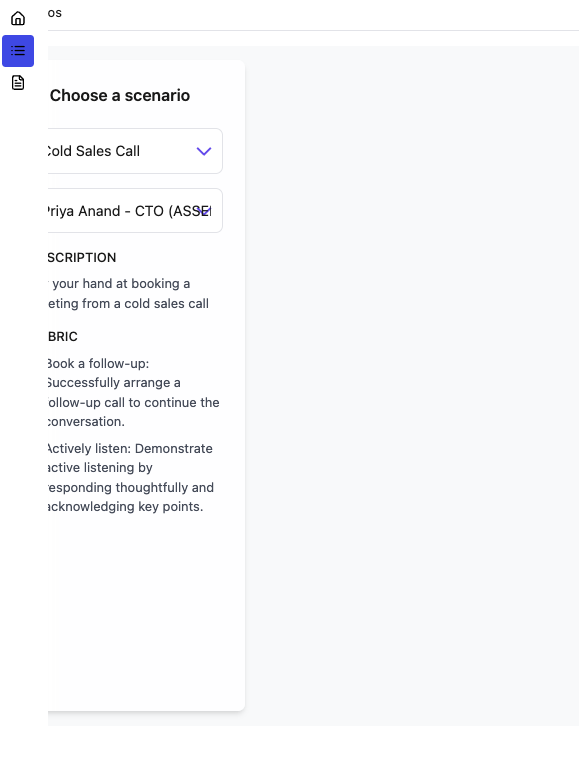 os
Choose a scenario
Cold Sales Call
Priya Anand - CTO (ASSE
SCRIPTION
your hand at booking a
eting from a cold sales call
BRIC
Book a follow-up:
Successfully arrange a
ollow-up call to continue the
conversation.
Actively listen: Demonstrate
active listening by
responding thoughtfully and
acknowledging key points.